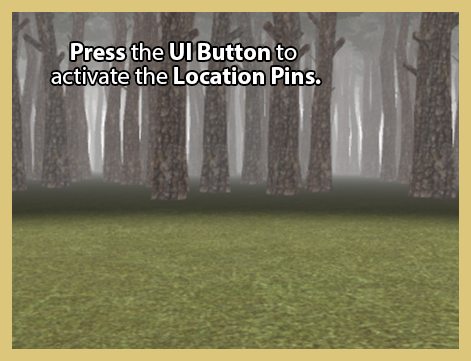 Press the UI Button to
activate the Location Pins.